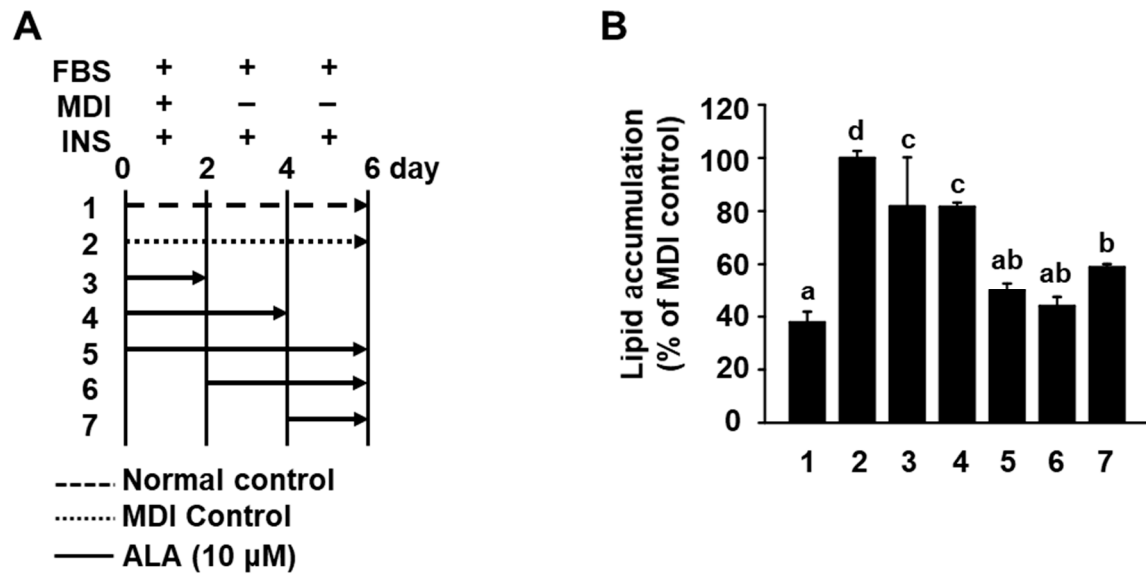 A
FBS + + +
MDI + – –
INS + + +
0 2 4 6 day
1
2
3
4
5
6
7
Normal control
MDI Control
ALA (10 µM)
B
Lipid accumulation
(% of MDI control)
120
100
80
60
40
20
0
a d c c ab ab b
1 2 3 4 5 6 7